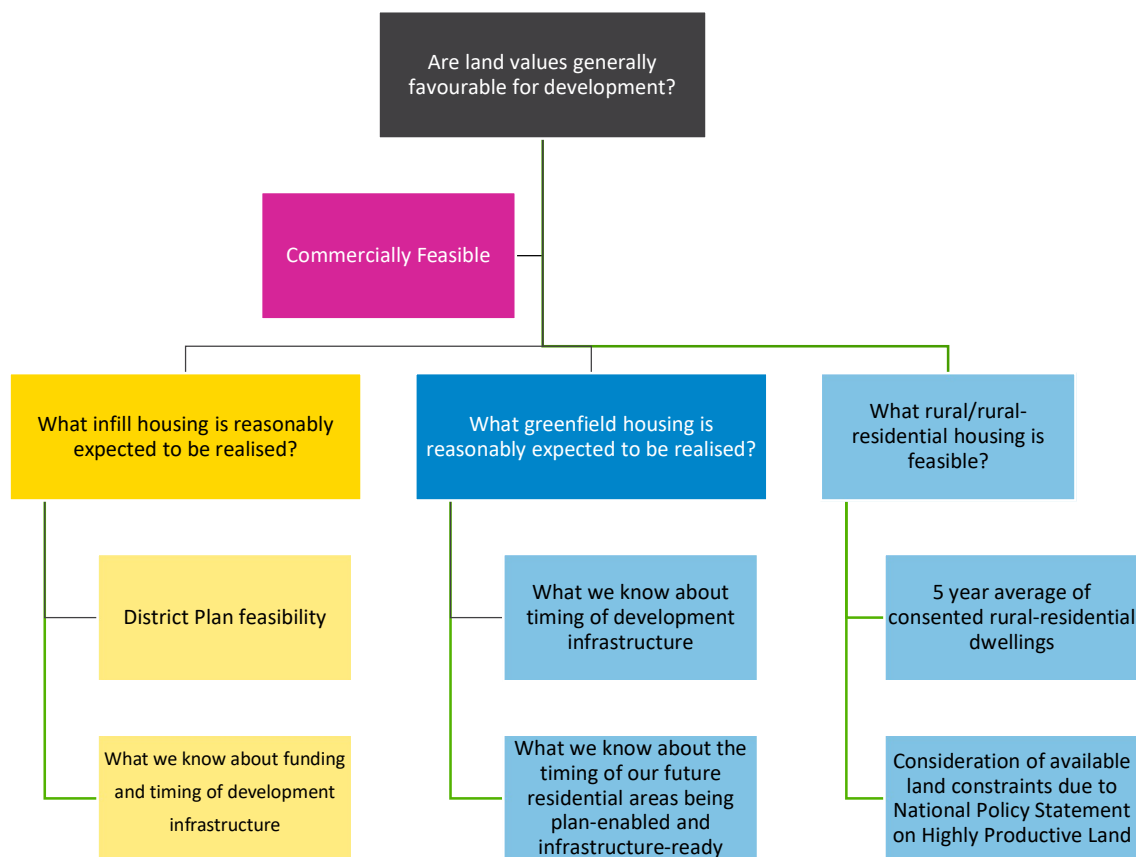 Are land values generally
favourable for development?
Commercially Feasible
What infill housing is reasonably
expected to be realised?
What greenfield housing is
reasonably expected to be realised?
What rural/rural-
residential housing is
feasible?
District Plan feasibility
What we know about
timing of development
infrastructure
5 year average of
consented rural-residential
dwellings
What we know about funding
and timing of development
infrastructure
What we know about the
timing of our future
residential areas being
plan-enabled and
infrastructure-ready
Consideration of available
land constraints due to
National Policy Statement
on Highly Productive Land